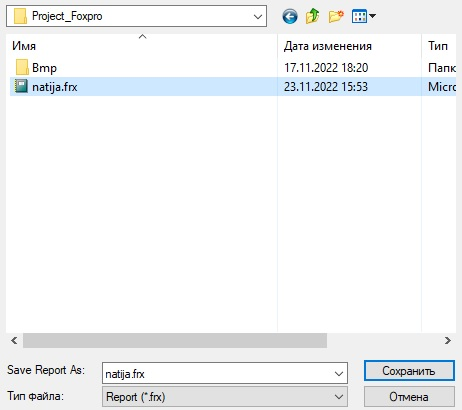 Project_Foxpro
Имя Дата изменения Тип
Bmp 17.11.2022 18:20 Папк
natija.frx 23.11.2022 15:53 Micro
Save Report As: natija.frx Сохранить
Тип файла: Report (*.frx) Отмена